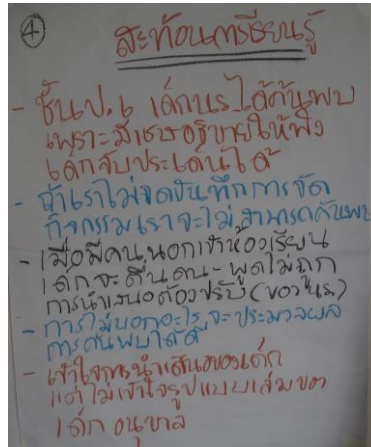 ④
สะท้อนการเรียนรู้
- ชั้นป.๖ เด็กหร ได้ค้นพบ
เพราะมีเธษอธิบายให้ฟัง
เด็กจับประเด็นได้
- ถ้าเราไม่จดบันทึกการจัด
กิจกรรมเราจะไม่สามารถค้นพบ
- เมื่อมีคนนอกเข้าห้องเรียน
เด็กจะตื่นตน - พูดไม่ถูก
การนำเสนอต้องปรับ (ของ
- การไม่บอกอะไร จะประมวลผล
การค้นพบได้ดี
- เข้าใจการนำเสนอของเด็ก
แต่ไม่เข้าใจรูปแบบเล่มของ
เด็กอนุบาล